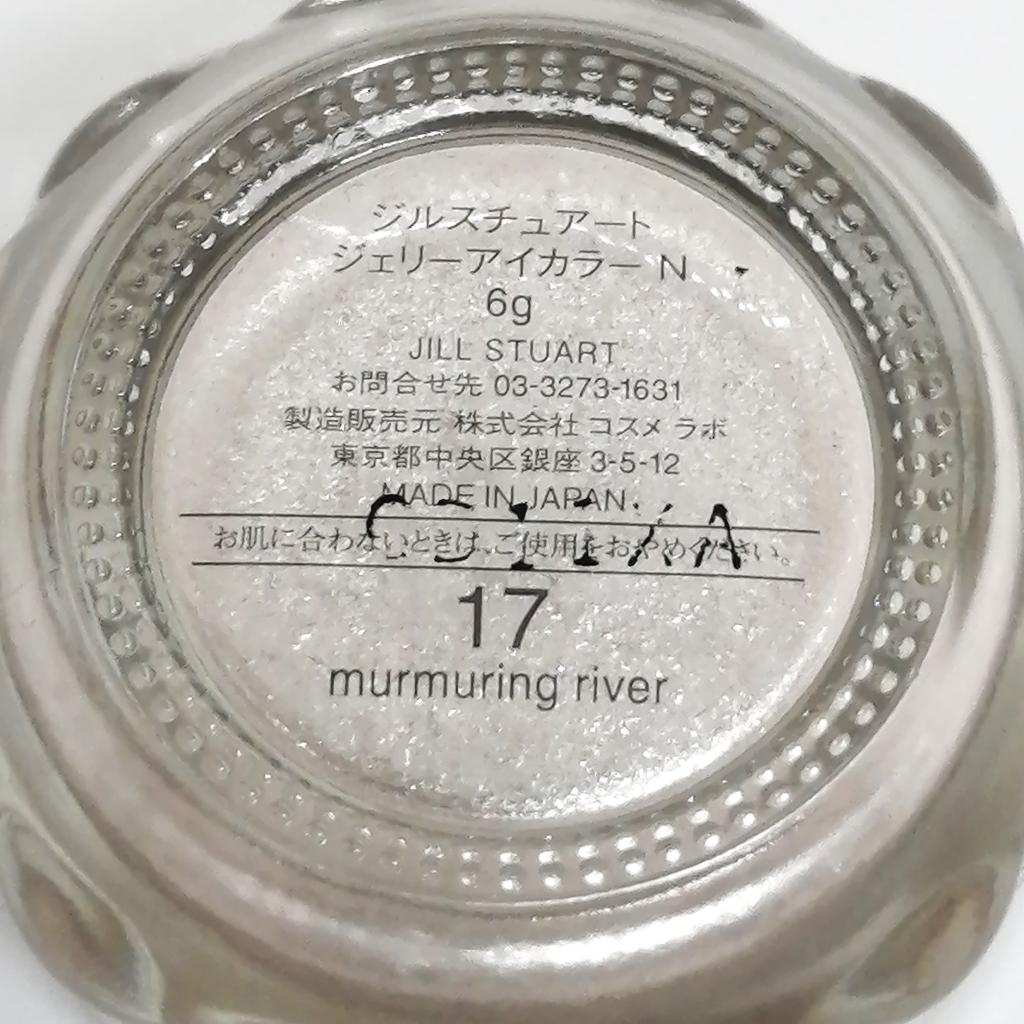 ジルスチュアート
ジェリーアイカラー N
6g
JILL STUART
お問合せ先 03-3273-1631
製造販売元 株式会社 コスメ ラボ
東京都中央区銀座 3-5-12
MADE IN JAPAN
お肌に合わないときは、ご使用をおやめください。
17
murmuring river